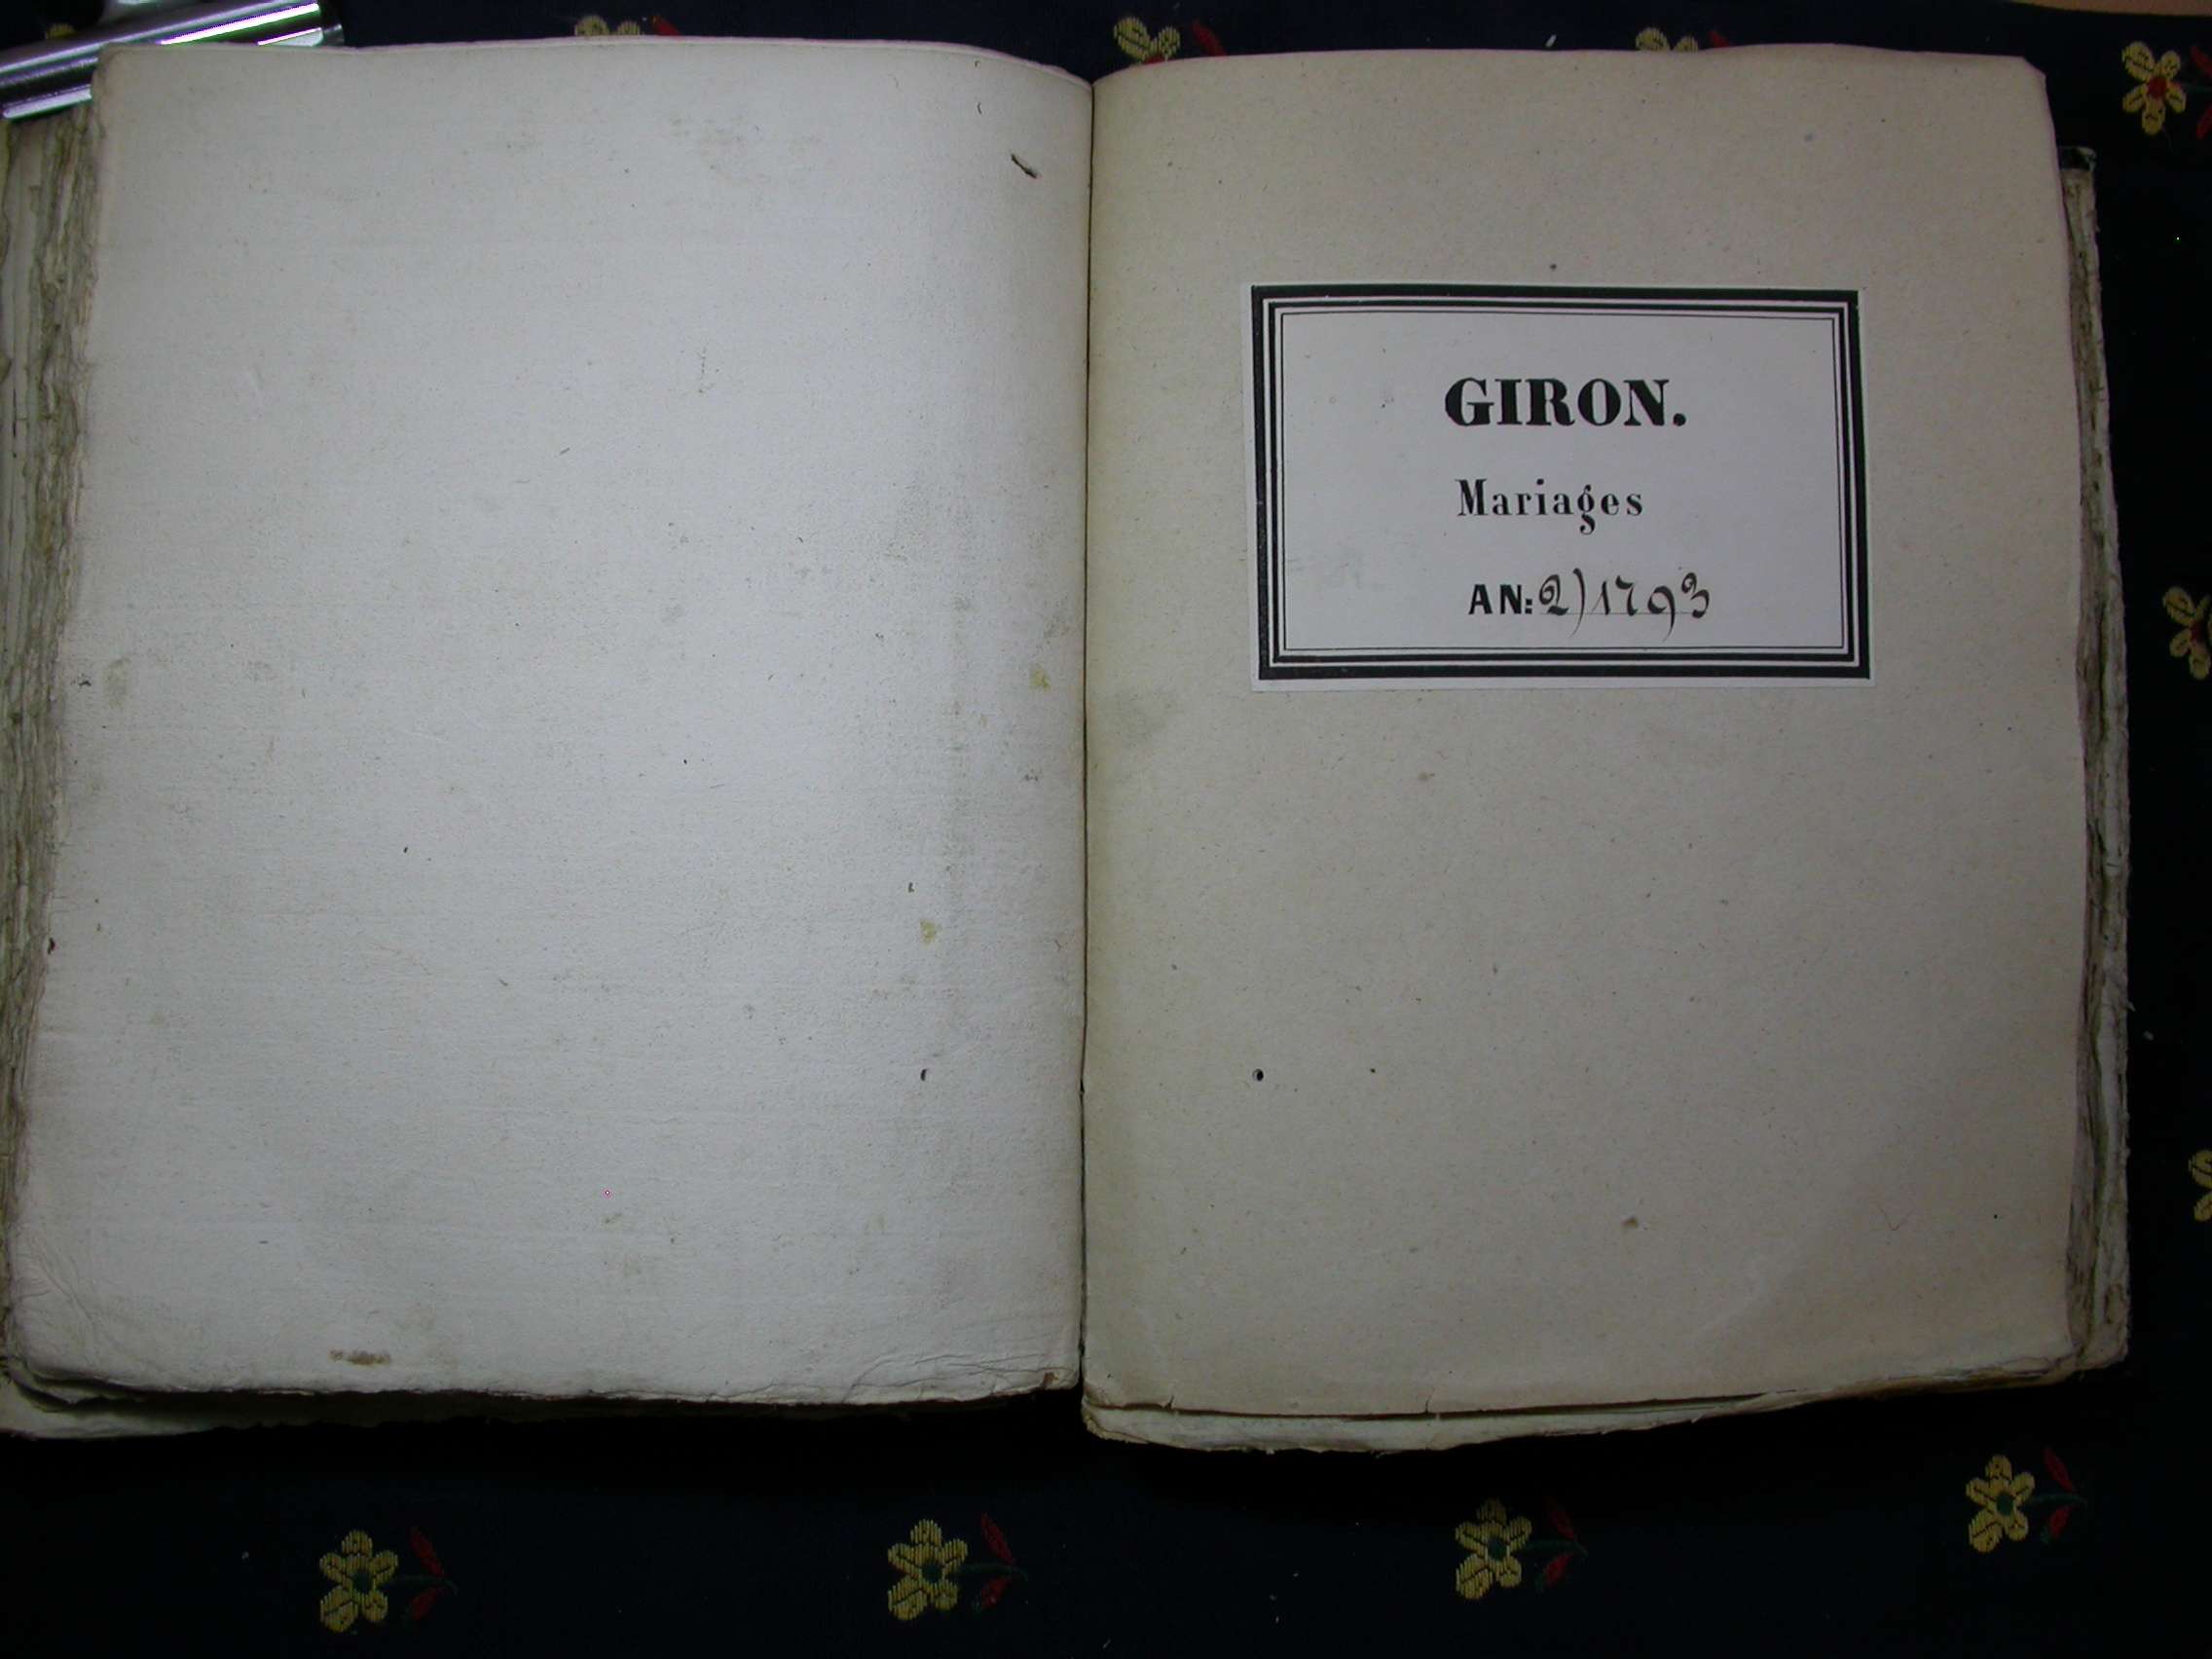 GIRON.
Mariages
AN: 2) 1793